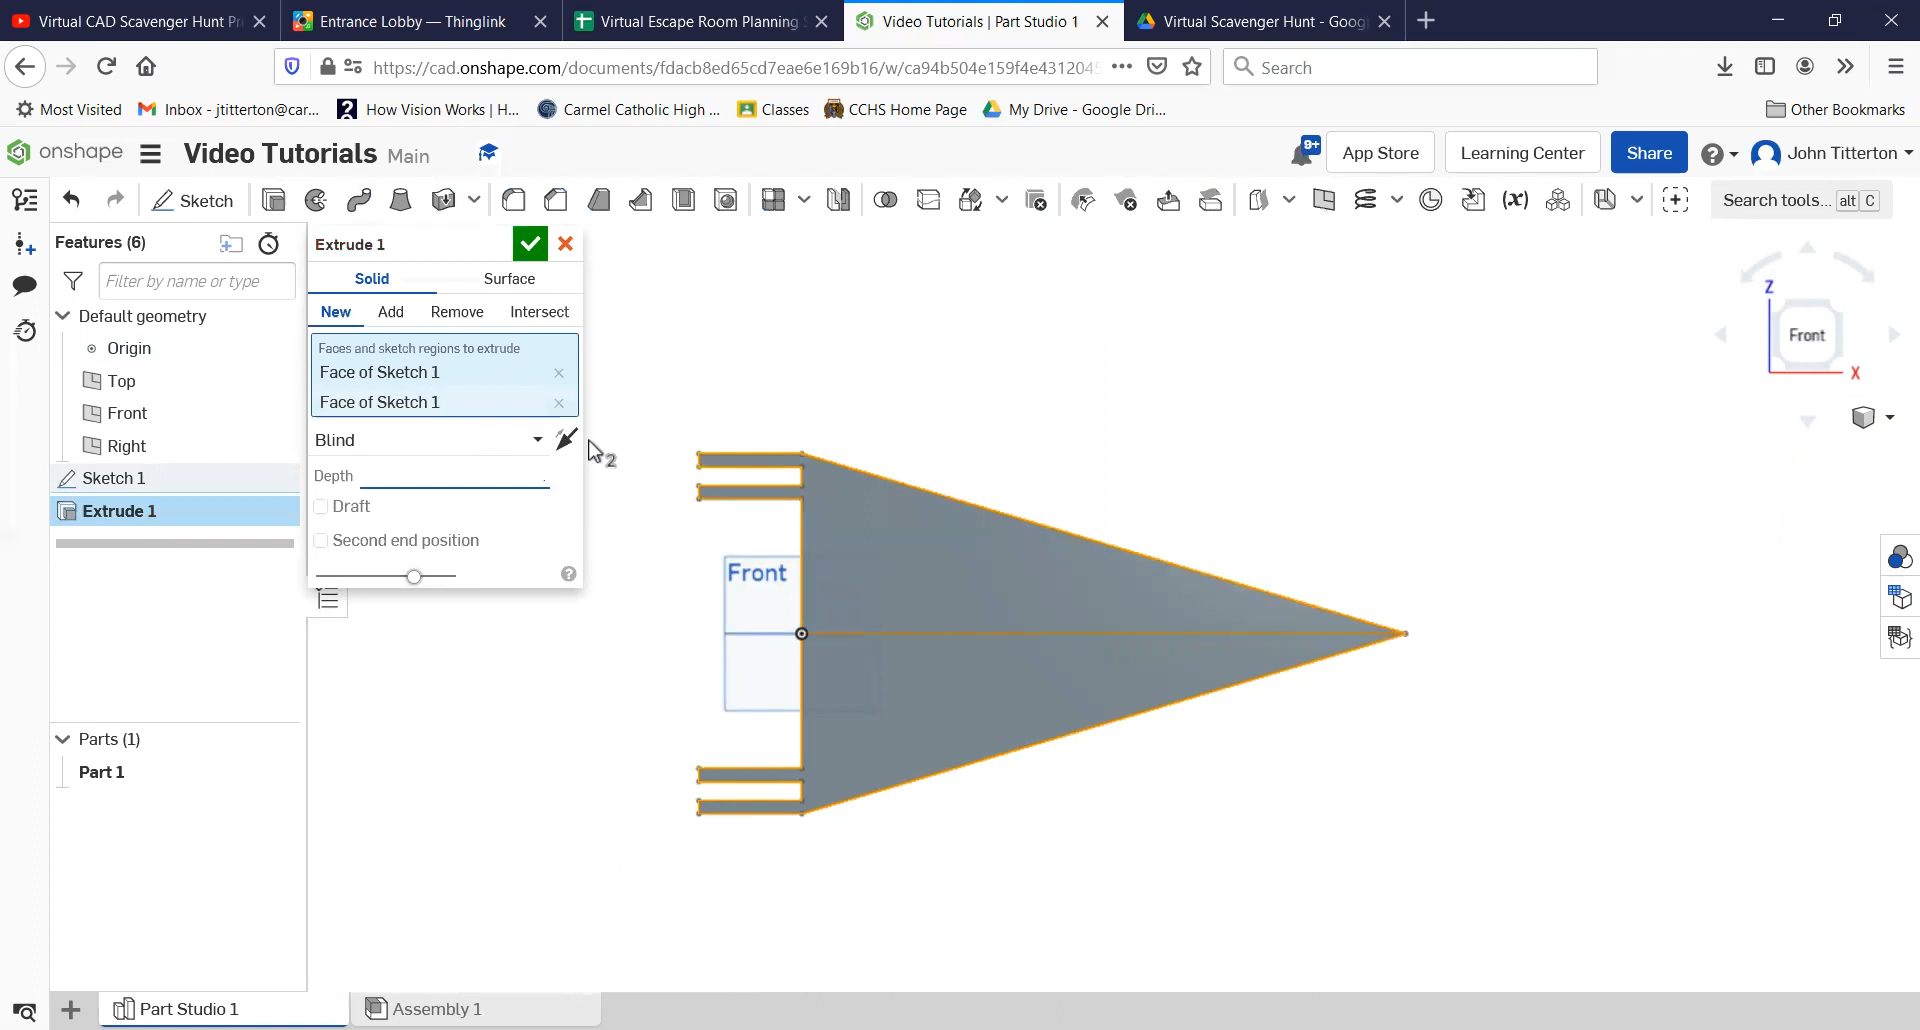 Virtual CAD Scavenger Hunt Pr
Entrance Lobby — Thinglink
Virtual Escape Room Planning
Video Tutorials | Part Studio 1
Virtual Scavenger Hunt - Goog
https://cad.onshape.com/documents/fdacb8ed65cd7eae6e169b16/w/ca94b504e159f4e4312045
Search
Most Visited
Inbox - jtitterton@car...
How Vision Works | H...
Carmel Catholic High ...
Classes
CCHS Home Page
My Drive - Google Dri...
Other Bookmarks
onshape
Video Tutorials Main
9+
App Store
Learning Center
Share
John Titterton
Sketch
(x)
Search tools... alt C
Features (6)
Filter by name or type
Default geometry
Origin
Top
Front
Right
Sketch 1
Extrude 1
Parts (1)
Part 1
Extrude 1
Solid Surface
New Add Remove Intersect
Faces and sketch regions to extrude
Face of Sketch 1
Face of Sketch 1
Blind
2
Depth
Draft
Second end position
Front
Z
Front
X
Part Studio 1
Assembly 1